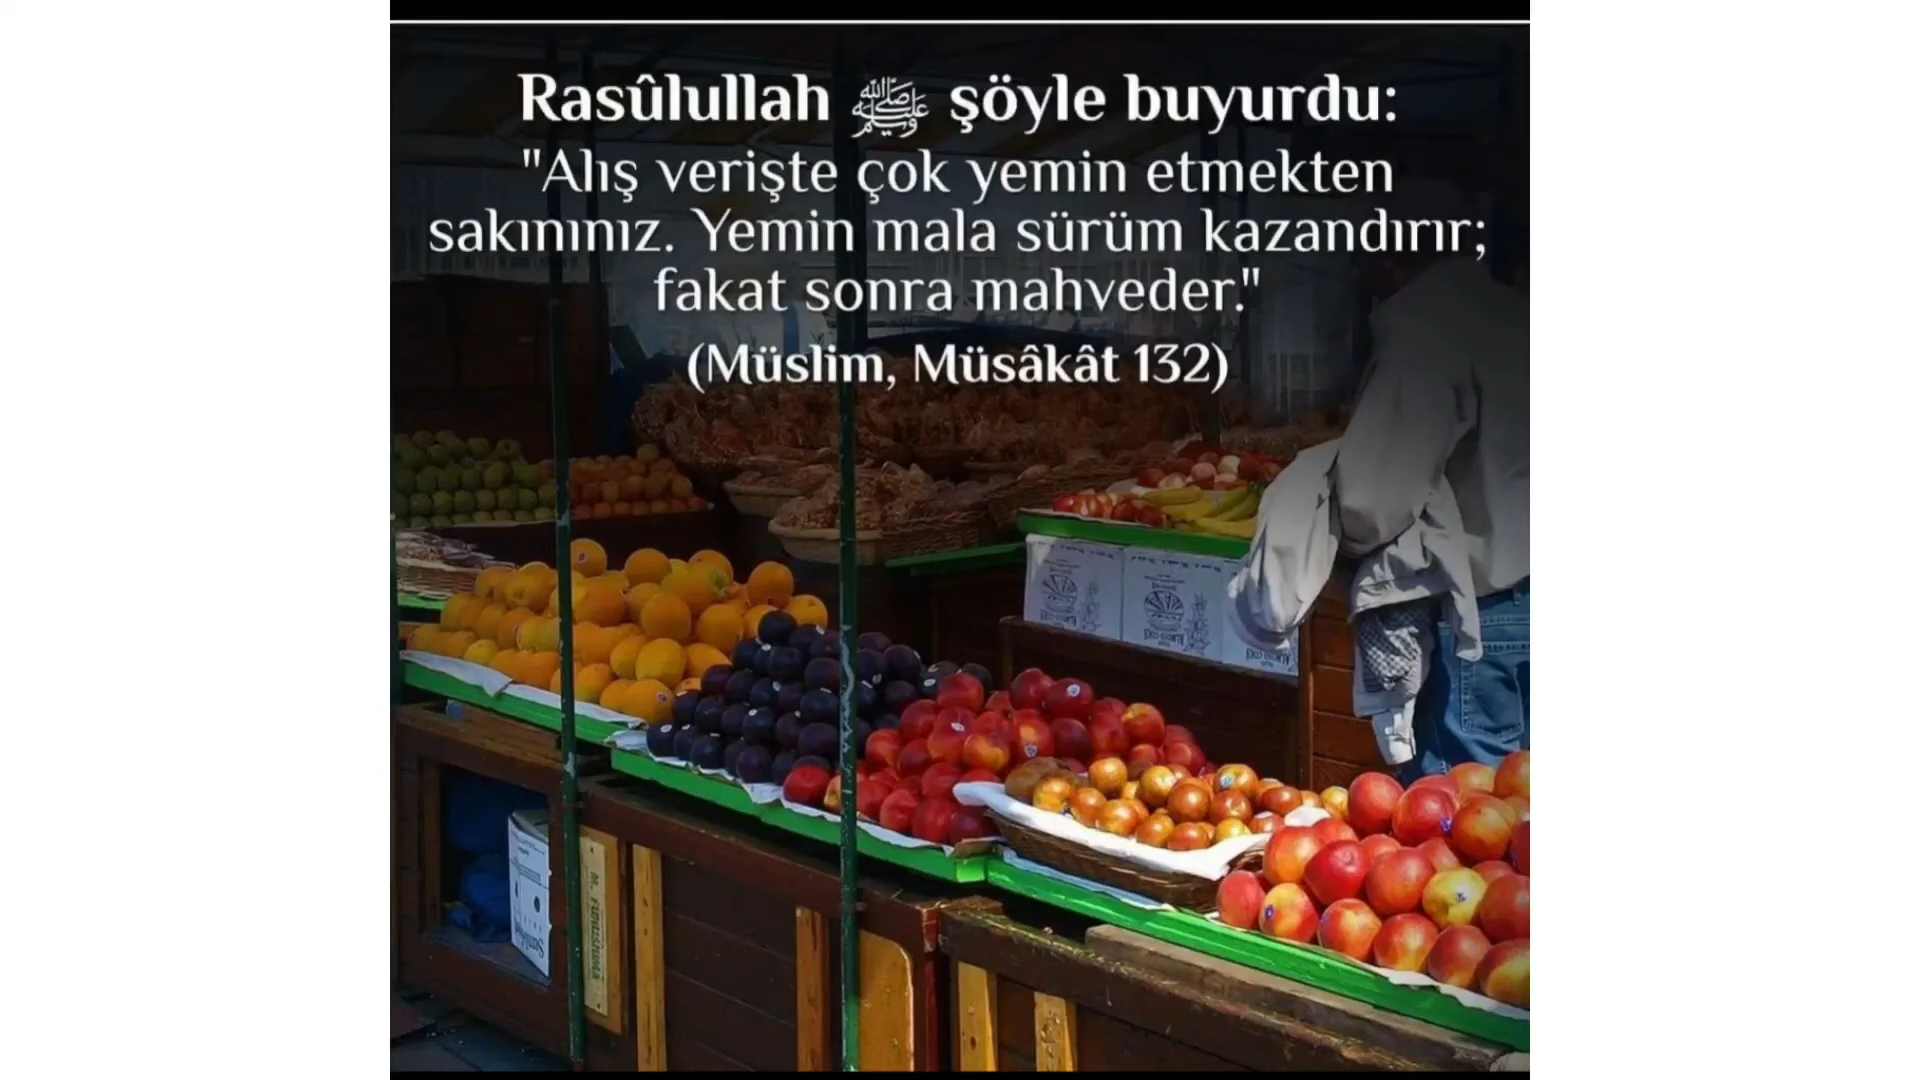 Rasûlullah ﷺ şöyle buyurdu:
"Alış verişte çok yemin etmekten
sakınınız. Yemin mala sürüm kazandırır;
fakat sonra mahveder."
(Müslim, Müsâkât 132)